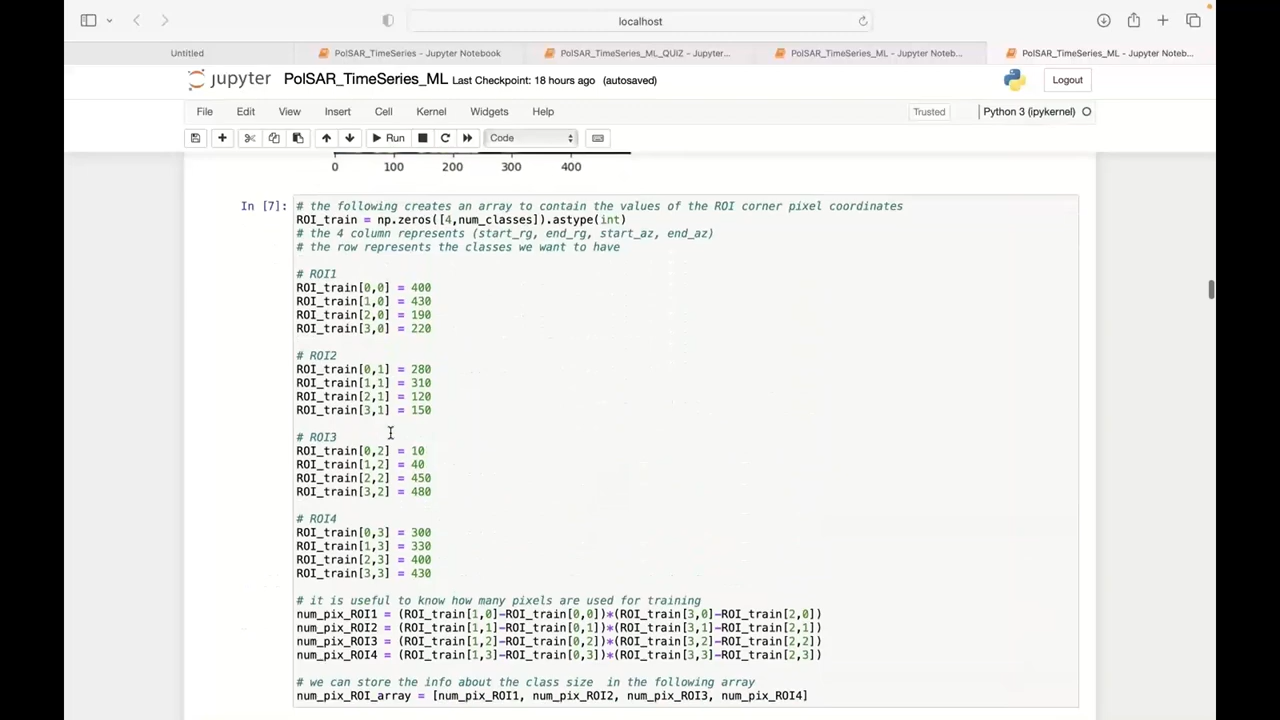 localhost
Untitled
PolSAR_TimeSeries - Jupyter Notebook
PolSAR_TimeSeries_ML_QUIZ - Jupyter...
PolSAR_TimeSeries_ML - Jupyter Noteb...
PolSAR_TimeSeries_ML - Jupyter Noteb...
jupyter PolSAR_TimeSeries_ML Last Checkpoint: 18 hours ago (autosaved)
Logout
File Edit View Insert Cell Kernel Widgets Help
Trusted
Python 3 (ipykernel)
Run
Code
0 100 200 300 400
In [7]:
# the following creates an array to contain the values of the ROI corner pixel coordinates
ROI_train = np.zeros([4,num_classes]).astype(int)
# the 4 column represents (start_rg, end_rg, start_az, end_az)
# the row represents the classes we want to have
# ROI1
ROI_train[0,0] = 400
ROI_train[1,0] = 430
ROI_train[2,0] = 190
ROI_train[3,0] = 220
# ROI2
ROI_train[0,1] = 280
ROI_train[1,1] = 310
ROI_train[2,1] = 120
ROI_train[3,1] = 150
# ROI3
ROI_train[0,2] = 10
ROI_train[1,2] = 40
ROI_train[2,2] = 450
ROI_train[3,2] = 480
# ROI4
ROI_train[0,3] = 300
ROI_train[1,3] = 330
ROI_train[2,3] = 400
ROI_train[3,3] = 430
# it is useful to know how many pixels are used for training
num_pix_ROI1 = (ROI_train[1,0]-ROI_train[0,0])*(ROI_train[3,0]-ROI_train[2,0])
num_pix_ROI2 = (ROI_train[1,1]-ROI_train[0,1])*(ROI_train[3,1]-ROI_train[2,1])
num_pix_ROI3 = (ROI_train[1,2]-ROI_train[0,2])*(ROI_train[3,2]-ROI_train[2,2])
num_pix_ROI4 = (ROI_train[1,3]-ROI_train[0,3])*(ROI_train[3,3]-ROI_train[2,3])
# we can store the info about the class size  in the following array
num_pix_ROI_array = [num_pix_ROI1, num_pix_ROI2, num_pix_ROI3, num_pix_ROI4]